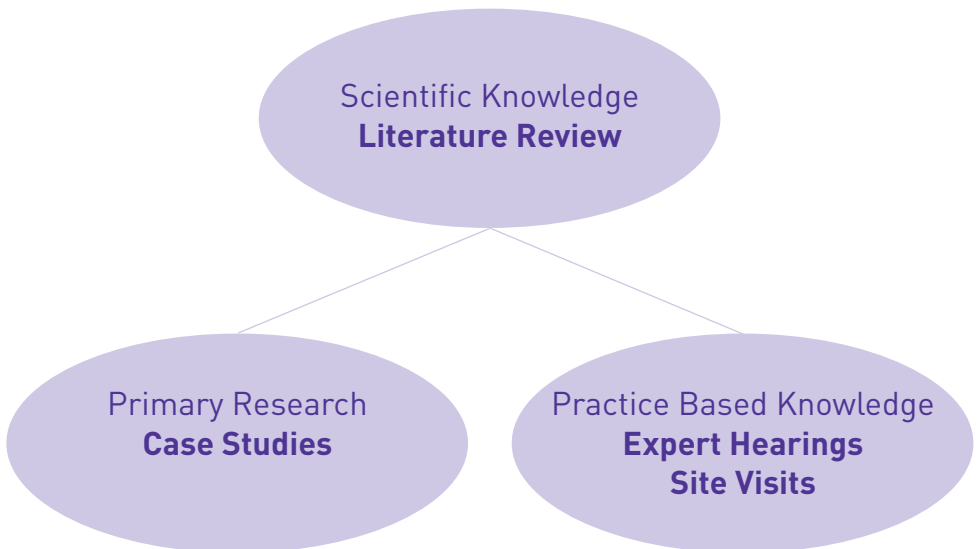 Scientific Knowledge
Literature Review
Primary Research
Case Studies
Practice Based Knowledge
Expert Hearings
Site Visits